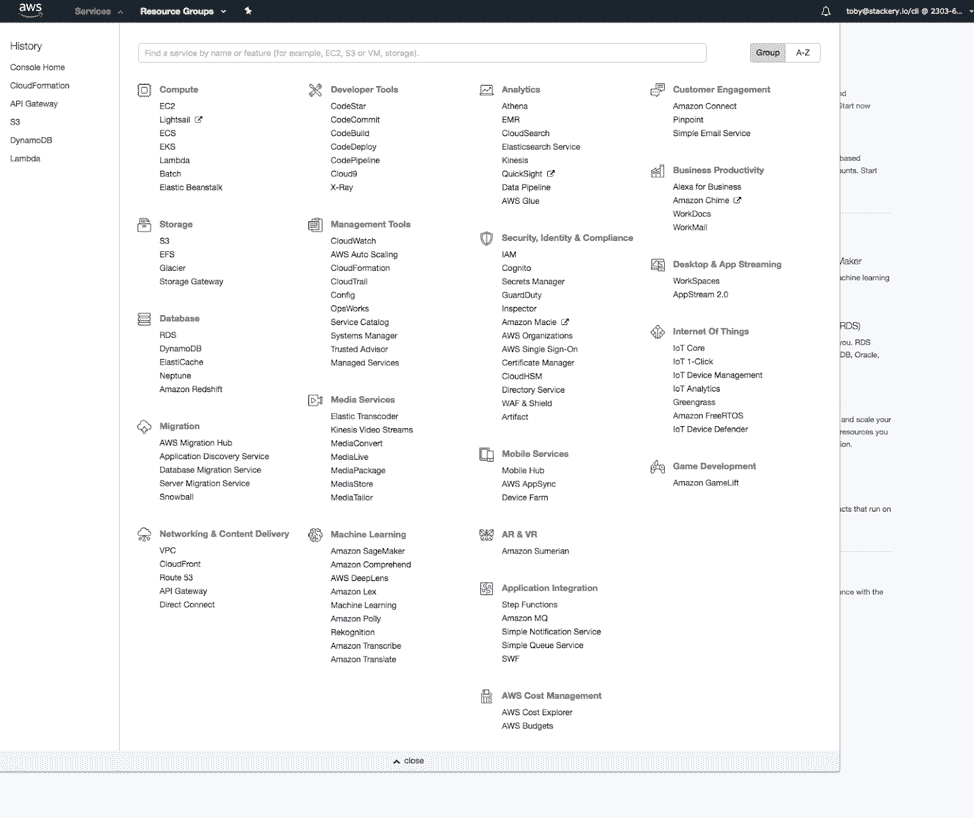 aws
Services
Resource Groups
toby@stackery.io/cli @ 2303-6...
History
Console Home
CloudFormation
API Gateway
S3
DynamoDB
Lambda
Find a service by name or feature (for example, EC2, S3 or VM, storage).
Group
A-Z
Compute
EC2
Lightsail
ECS
EKS
Lambda
Batch
Elastic Beanstalk
Storage
S3
EFS
Glacier
Storage Gateway
Database
RDS
DynamoDB
ElastiCache
Neptune
Amazon Redshift
Migration
AWS Migration Hub
Application Discovery Service
Database Migration Service
Server Migration Service
Snowball
Networking & Content Delivery
VPC
CloudFront
Route 53
API Gateway
Direct Connect
Developer Tools
CodeStar
CodeCommit
CodeBuild
CodeDeploy
CodePipeline
Cloud9
X-Ray
Management Tools
CloudWatch
AWS Auto Scaling
CloudFormation
CloudTrail
Config
OpsWorks
Service Catalog
Systems Manager
Trusted Advisor
Managed Services
Media Services
Elastic Transcoder
Kinesis Video Streams
MediaConvert
MediaLive
MediaPackage
MediaStore
MediaTailor
Machine Learning
Amazon SageMaker
Amazon Comprehend
AWS DeepLens
Amazon Lex
Machine Learning
Amazon Polly
Rekognition
Amazon Transcribe
Amazon Translate
Analytics
Athena
EMR
CloudSearch
Elasticsearch Service
Kinesis
QuickSight
Data Pipeline
AWS Glue
Security, Identity & Compliance
IAM
Cognito
Secrets Manager
GuardDuty
Inspector
Amazon Macie
AWS Organizations
AWS Single Sign-On
Certificate Manager
CloudHSM
Directory Service
WAF & Shield
Artifact
Mobile Services
Mobile Hub
AWS AppSync
Device Farm
AR & VR
Amazon Sumerian
Application Integration
Step Functions
Amazon MQ
Simple Notification Service
Simple Queue Service
SWF
AWS Cost Management
AWS Cost Explorer
AWS Budgets
Customer Engagement
Amazon Connect
Pinpoint
Simple Email Service
Business Productivity
Alexa for Business
Amazon Chime
WorkDocs
WorkMail
Desktop & App Streaming
WorkSpaces
AppStream 2.0
Internet Of Things
IoT Core
IoT 1-Click
IoT Device Management
IoT Analytics
Greengrass
Amazon FreeRTOS
IoT Device Defender
Game Development
Amazon GameLift
nd
Start now
based
unts. Start
Maker
achine learning
RDS)
you. RDS
DB, Oracle,
and scale your
resources you
ion.
cts that run on
ence with the
close